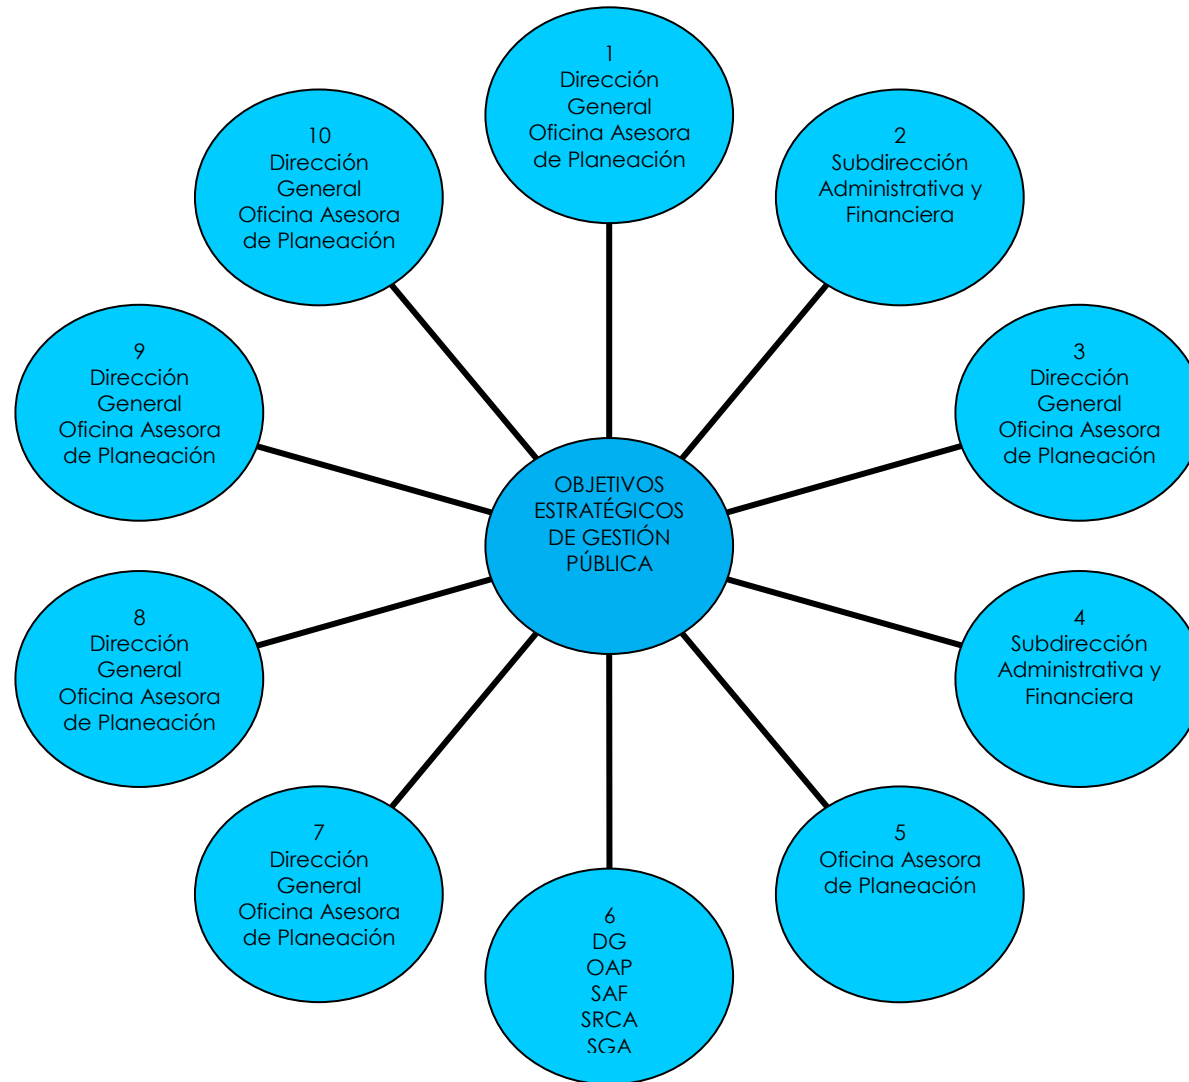 1
Dirección
General
Oficina Asesora
de Planeación
2
Subdirección
Administrativa y
Financiera
3
Dirección
General
Oficina Asesora
de Planeación
4
Subdirección
Administrativa y
Financiera
5
Oficina Asesora
de Planeación
6
DG
OAP
SAF
SRCA
SGA
7
Dirección
General
Oficina Asesora
de Planeación
8
Dirección
General
Oficina Asesora
de Planeación
9
Dirección
General
Oficina Asesora
de Planeación
10
Dirección
General
Oficina Asesora
de Planeación
OBJETIVOS
ESTRATÉGICOS
DE GESTIÓN
PÚBLICA